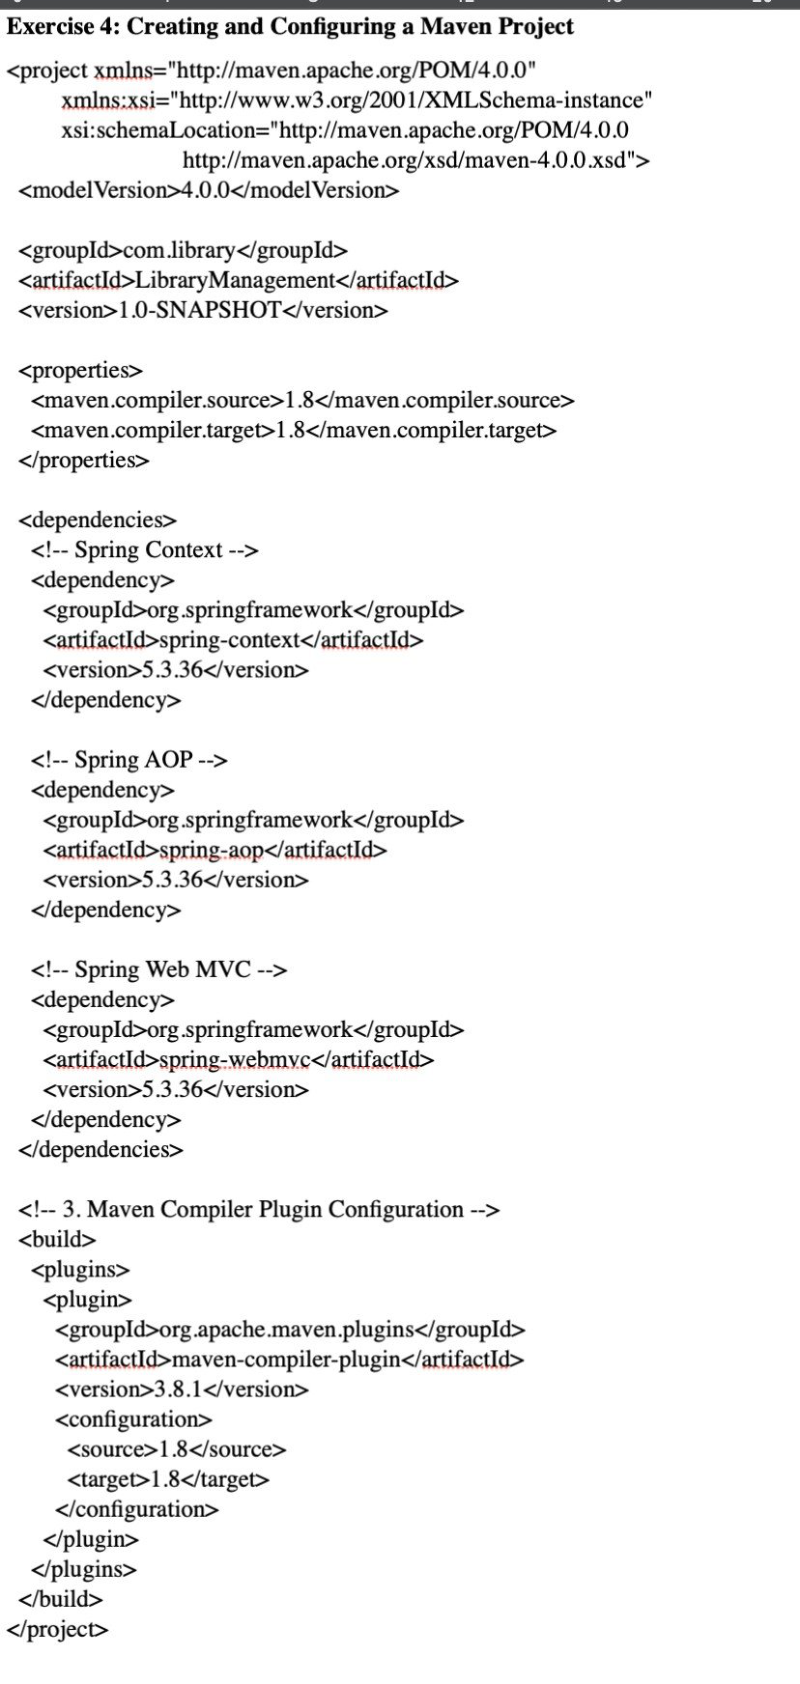 Exercise 4: Creating and Configuring a Maven Project
<project xmlns="http://maven.apache.org/POM/4.0.0"
xmlns:xsi="http://www.w3.org/2001/XMLSchema-instance"
xsi:schemaLocation="http://maven.apache.org/POM/4.0.0
http://maven.apache.org/xsd/maven-4.0.0.xsd">
<modelVersion>4.0.0</modelVersion>
<groupId>com.library</groupId>
<artifactId>LibraryManagement</artifactId>
<version>1.0-SNAPSHOT</version>
<properties>
<maven.compiler.source>1.8</maven.compiler.source>
<maven.compiler.target>1.8</maven.compiler.target>
</properties>
<dependencies>
<!-- Spring Context -->
<dependency>
<groupId>org.springframework</groupId>
<artifactId>spring-context</artifactId>
<version>5.3.36</version>
</dependency>
<!-- Spring AOP -->
<dependency>
<groupId>org.springframework</groupId>
<artifactId>spring-aop</artifactId>
<version>5.3.36</version>
</dependency>
<!-- Spring Web MVC -->
<dependency>
<groupId>org.springframework</groupId>
<artifactId>spring-webmvc</artifactId>
<version>5.3.36</version>
</dependency>
</dependencies>
<!-- 3. Maven Compiler Plugin Configuration -->
<build>
<plugins>
<plugin>
<groupId>org.apache.maven.plugins</groupId>
<artifactId>maven-compiler-plugin</artifactId>
<version>3.8.1</version>
<configuration>
<source>1.8</source>
<target>1.8</target>
</configuration>
</plugin>
</plugins>
</build>
</project>